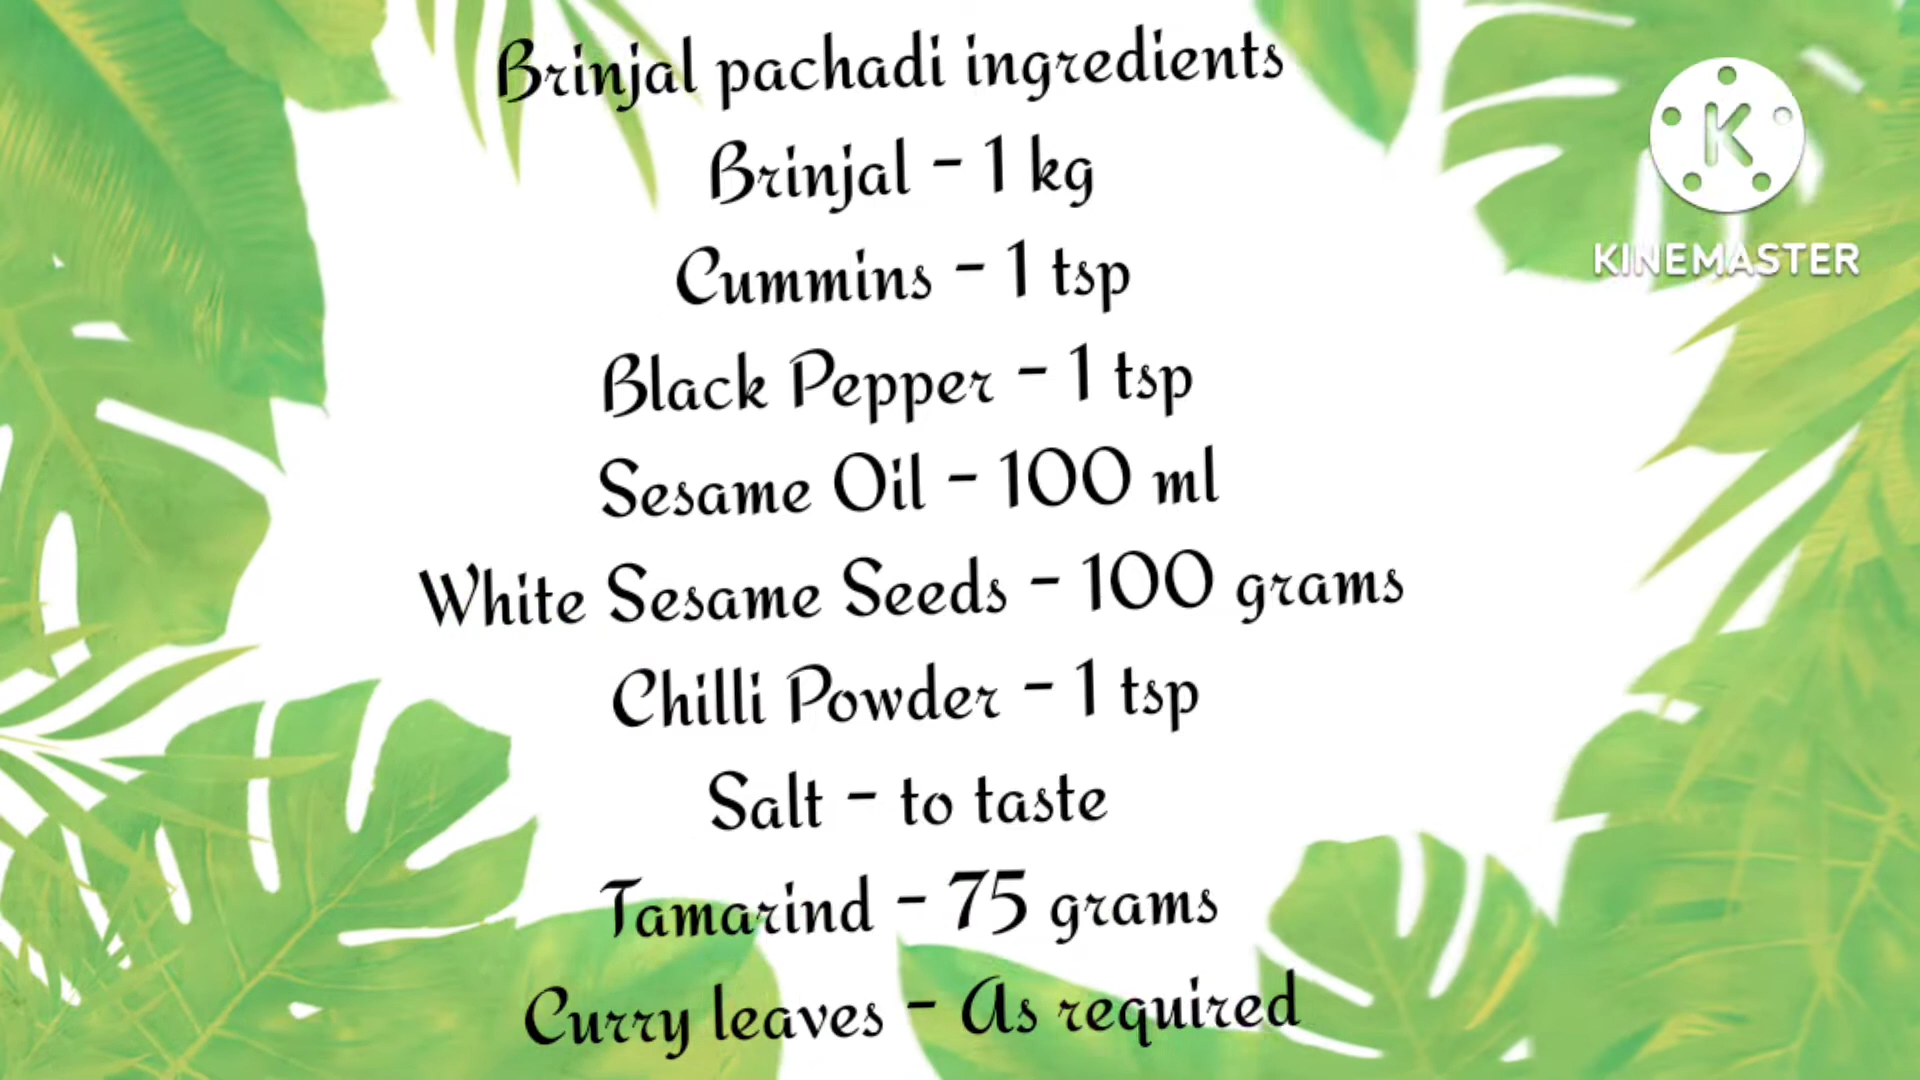 Brinjal pachadi ingredients
Brinjal - 1 kg
Cummins - 1 tsp
Black Pepper - 1 tsp
Sesame Oil - 100 ml
White Sesame Seeds - 100 grams
Chilli Powder - 1 tsp
Salt - to taste
Tamarind - 75 grams
Curry leaves - As required
K
KINEMASTER